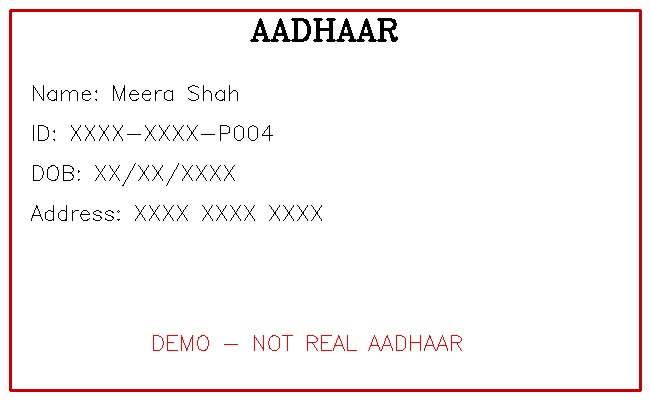 AADHAAR
Name: Meera Shah
ID: XXXX-XXXX-P004
DOB: XX/XX/XXXX
Address: XXXX XXXX XXXX
DEMO - NOT REAL AADHAAR